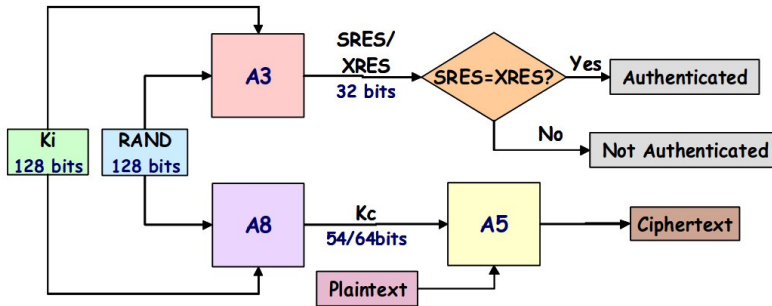 SRES/
XRES
32 bits
A3
SRES=XRES?
Yes
Authenticated
No
Not Authenticated
Ki
128 bits
RAND
128 bits
A8
Kc
54/64bits
A5
Ciphertext
Plaintext